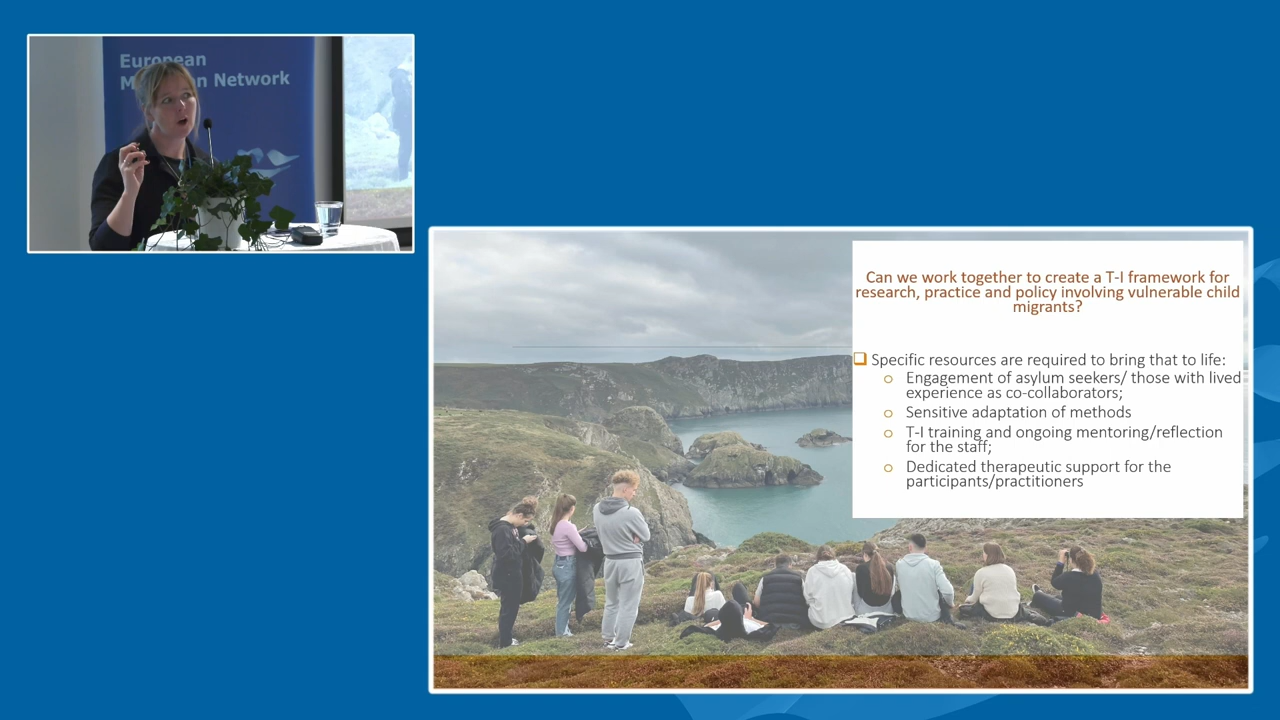 European
M n Network
Can we work together to create a T-I framework for
research, practice and policy involving vulnerable child
migrants?
Specific resources are required to bring that to life:
Engagement of asylum seekers/ those with lived
experience as co-collaborators;
Sensitive adaptation of methods
T-I training and ongoing mentoring/reflection
for the staff;
Dedicated therapeutic support for the
participants/practitioners